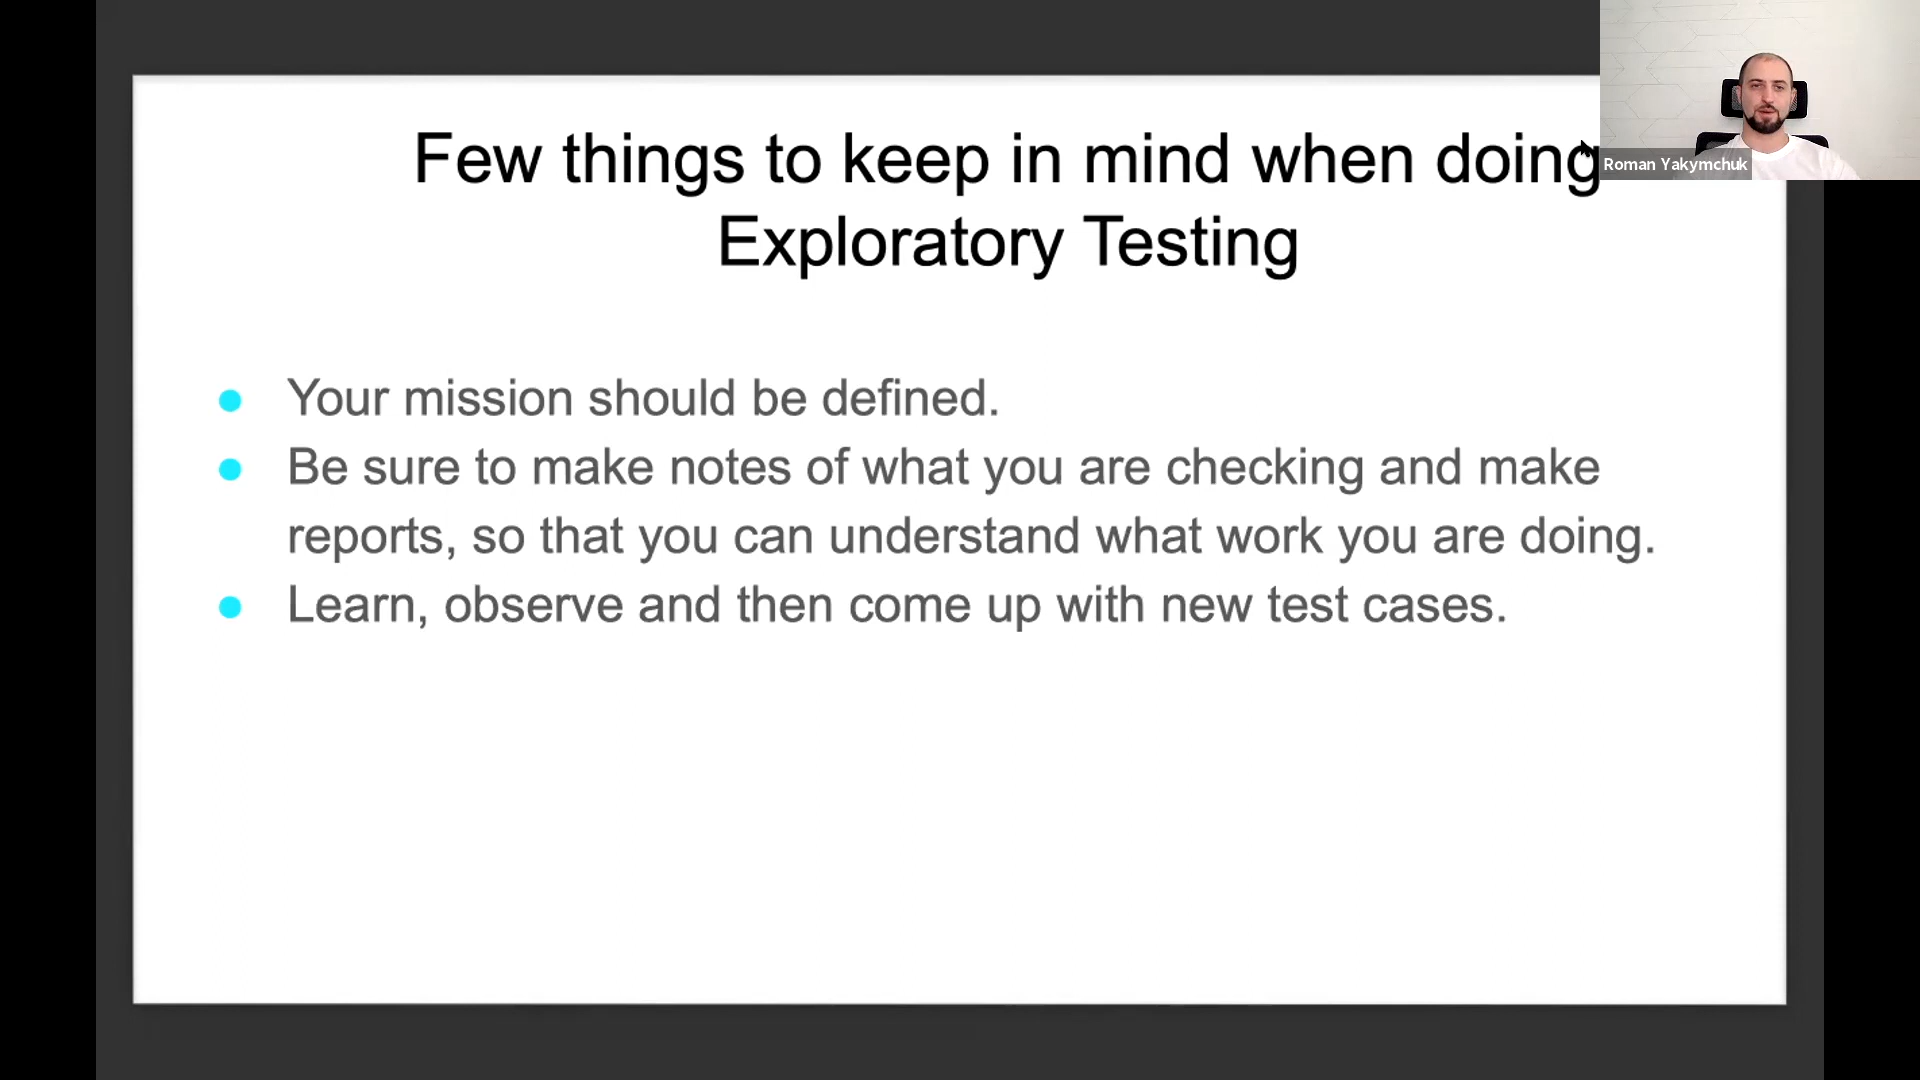 Few things to keep in mind when doing
Exploratory Testing
Roman Yakymchuk
Your mission should be defined.
Be sure to make notes of what you are checking and make
reports, so that you can understand what work you are doing.
Learn, observe and then come up with new test cases.